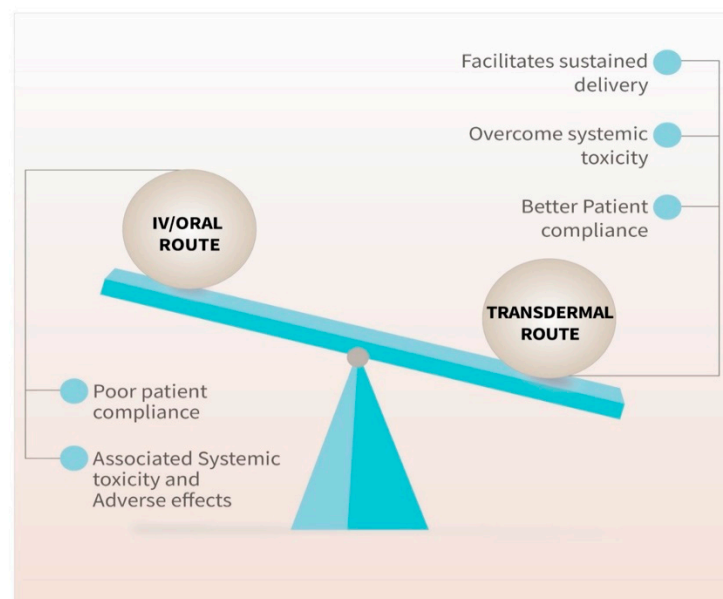 Facilitates sustained
delivery
Overcome systemic
toxicity
Better Patient
compliance
IV/ORAL
ROUTE
TRANSDERMAL
ROUTE
Poor patient
compliance
Associated Systemic
toxicity and
Adverse effects